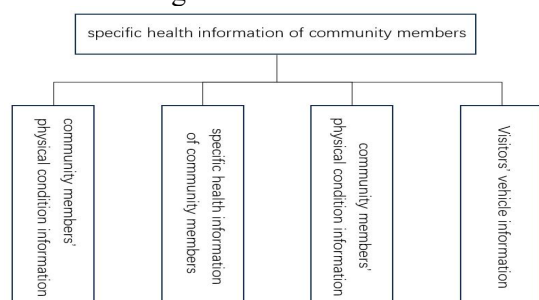 specific health information of community members
community members'
physical condition information
specific health information
of community members
community members'
physical condition information
Visitors' vehicle information